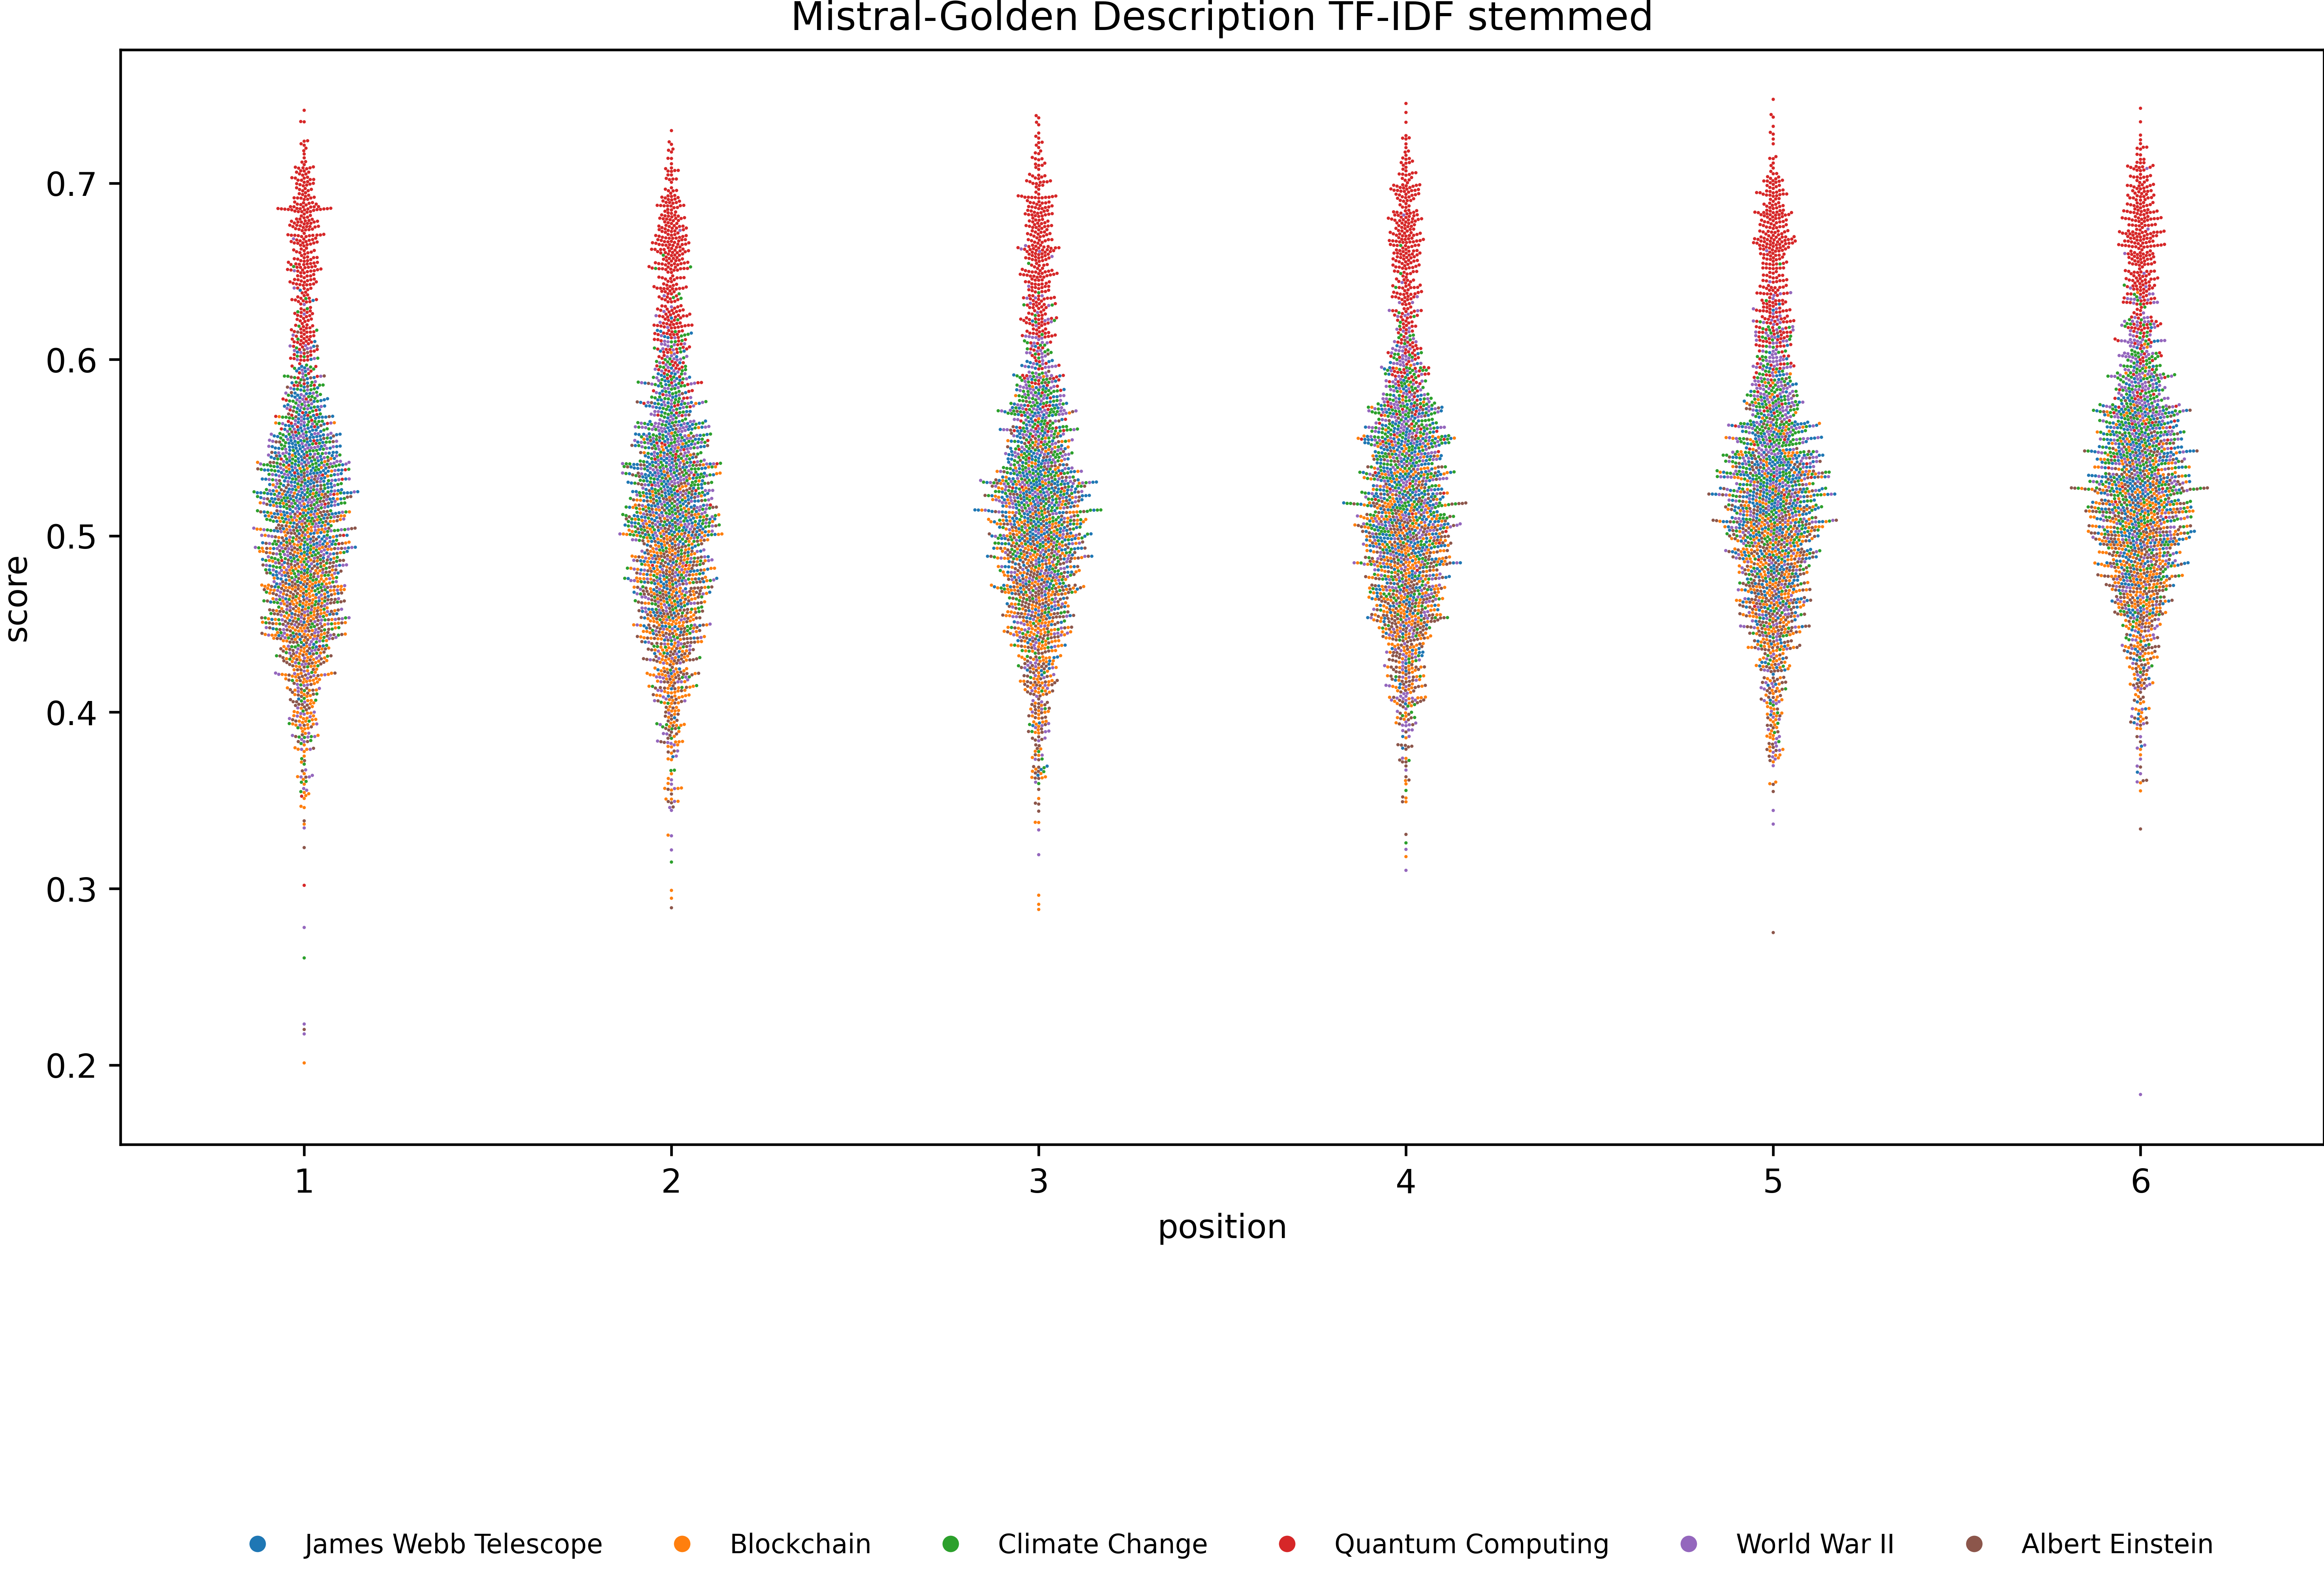 Mistral-Golden Description TF-IDF stemmed
score
0.7
0.6
0.5
0.4
0.3
0.2
1 2 3 4 5 6
position
James Webb Telescope Blockchain Climate Change Quantum Computing World War II Albert Einstein